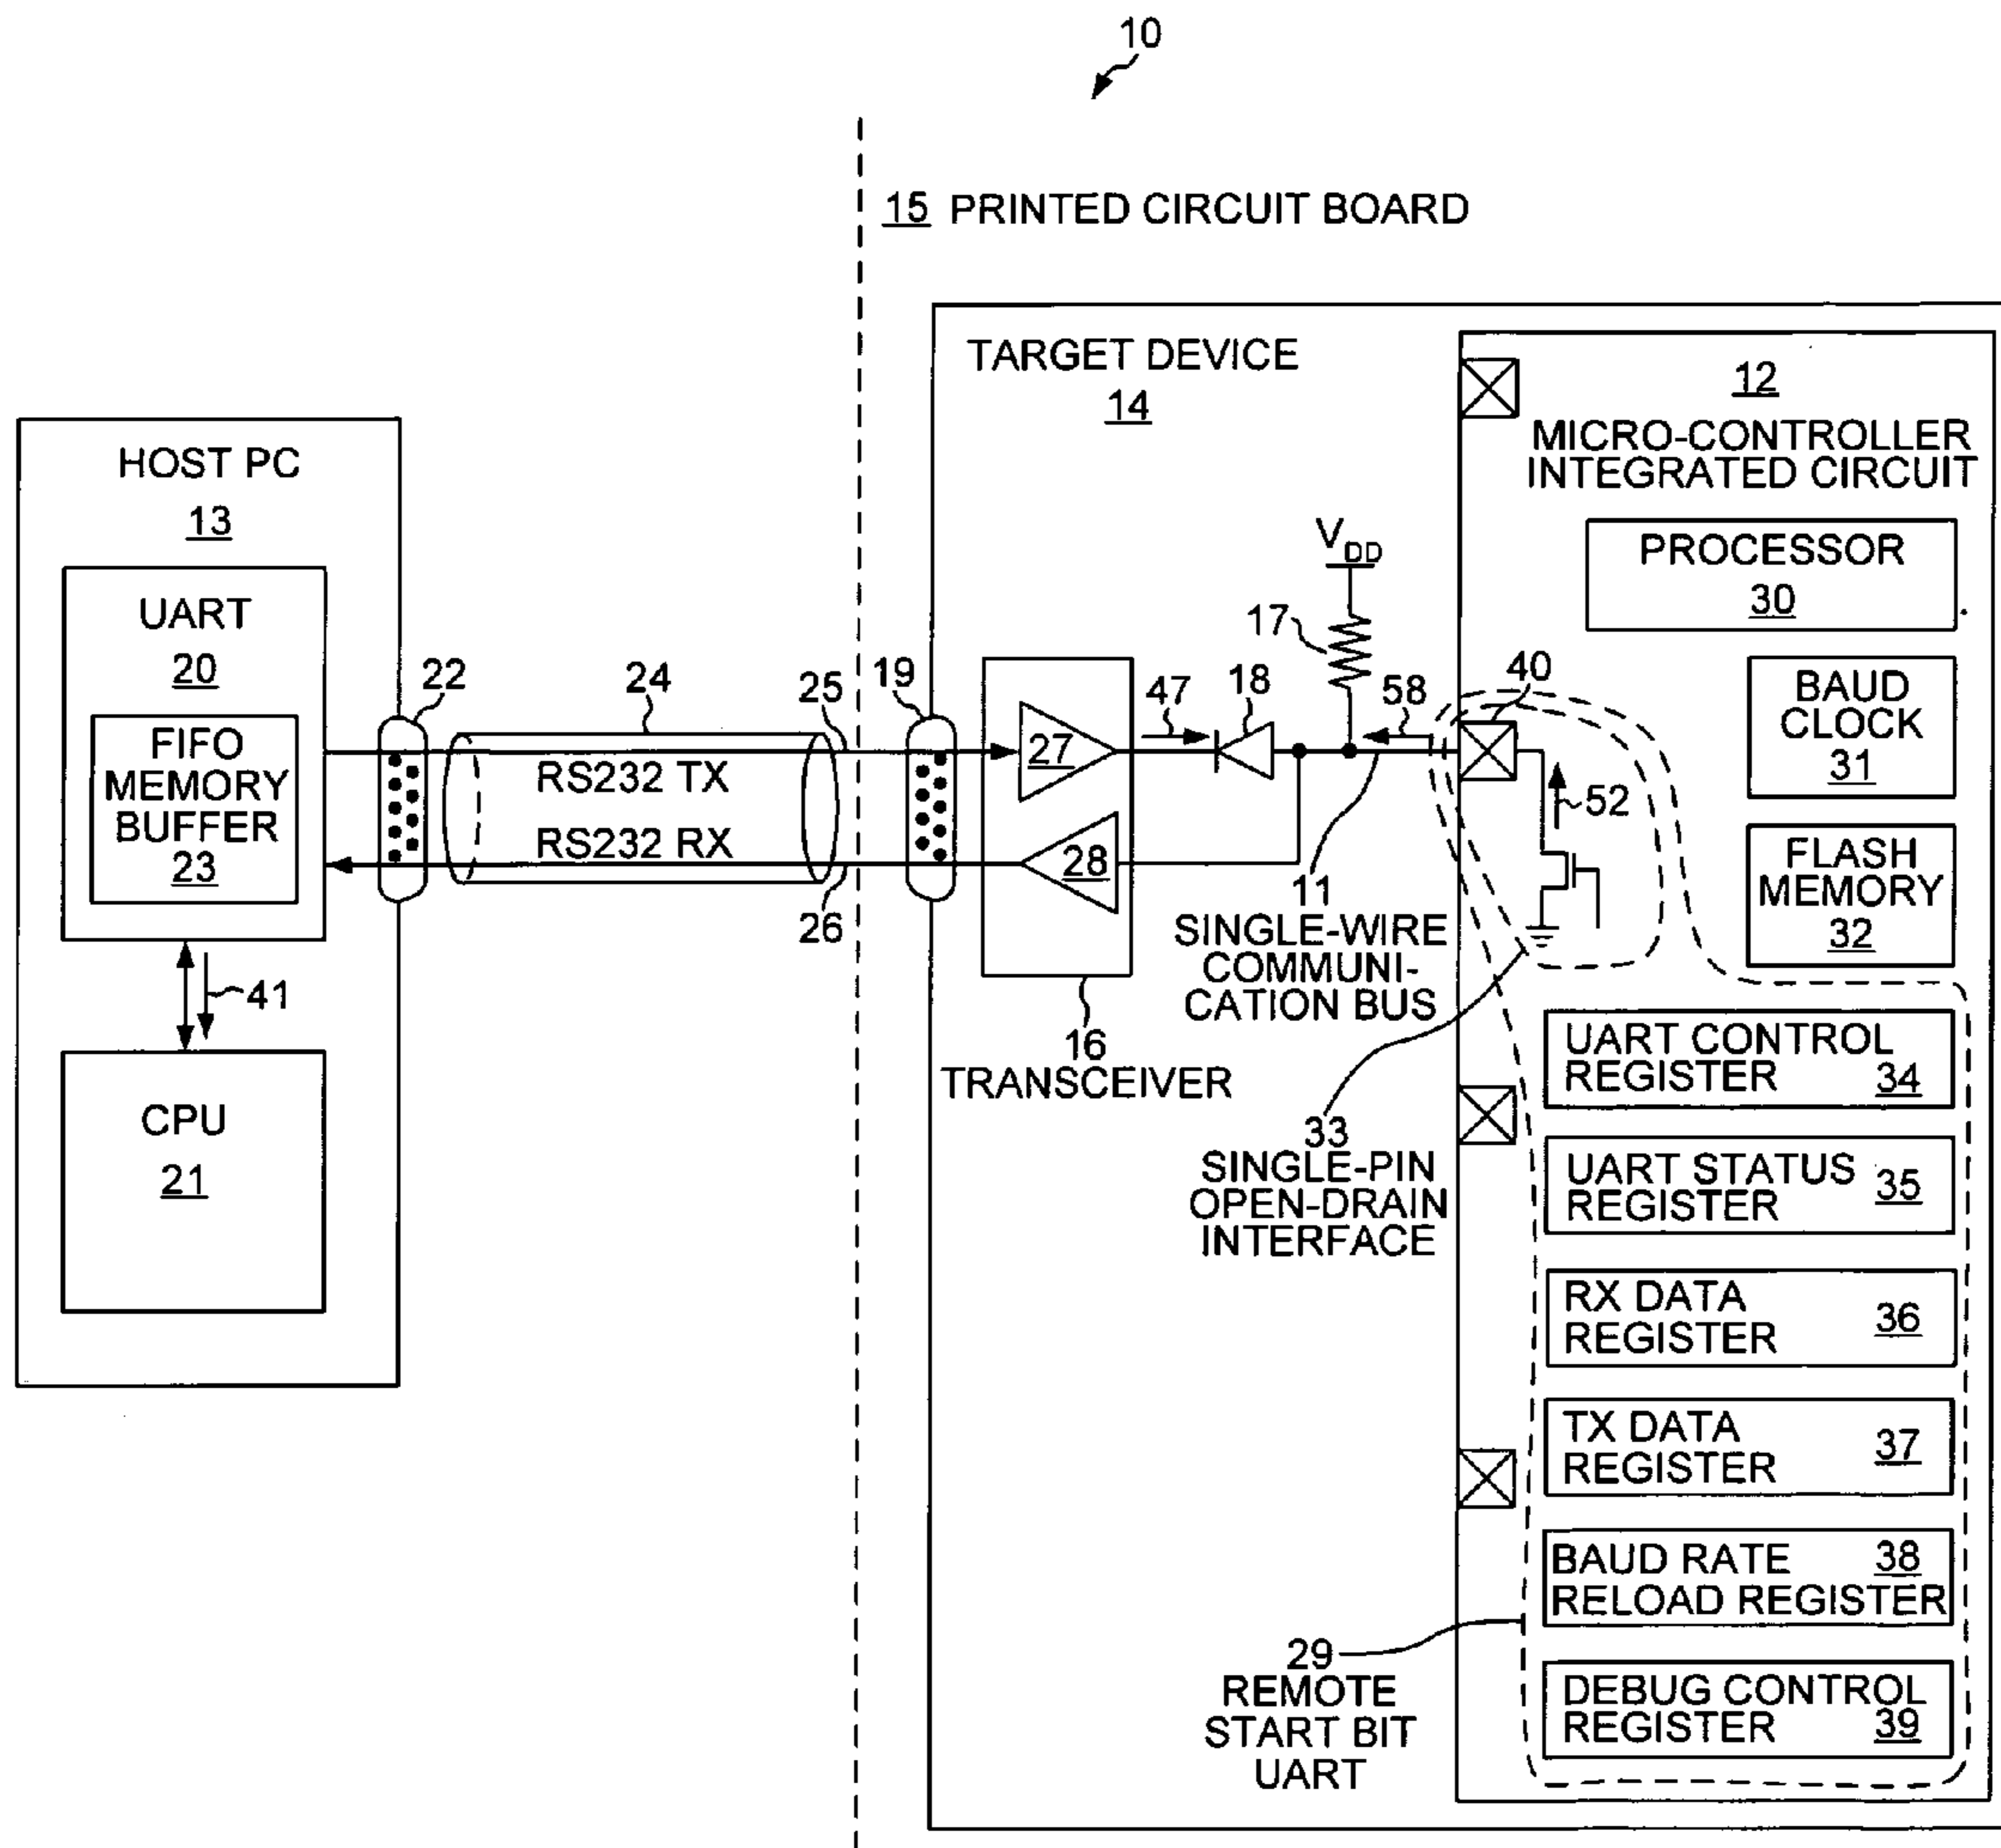 10
15 PRINTED CIRCUIT BOARD
TARGET DEVICE
14
12
MICRO-CONTROLLER
INTEGRATED CIRCUIT
HOST PC
13
UART
20
FIFO
MEMORY
BUFFER
23
22
24
25
RS232 TX
RS232 RX
26
19
27
28
47
18
17
VDD
58
40
52
11
SINGLE-WIRE
COMMUNI-
CATION BUS
16
TRANSCEIVER
33
SINGLE-PIN
OPEN-DRAIN
INTERFACE
41
CPU
21
PROCESSOR
30
BAUD
CLOCK
31
FLASH
MEMORY
32
UART CONTROL
REGISTER 34
UART STATUS
REGISTER 35
RX DATA
REGISTER 36
TX DATA
REGISTER 37
BAUD RATE 38
RELOAD REGISTER
DEBUG CONTROL
REGISTER 39
29
REMOTE
START BIT
UART